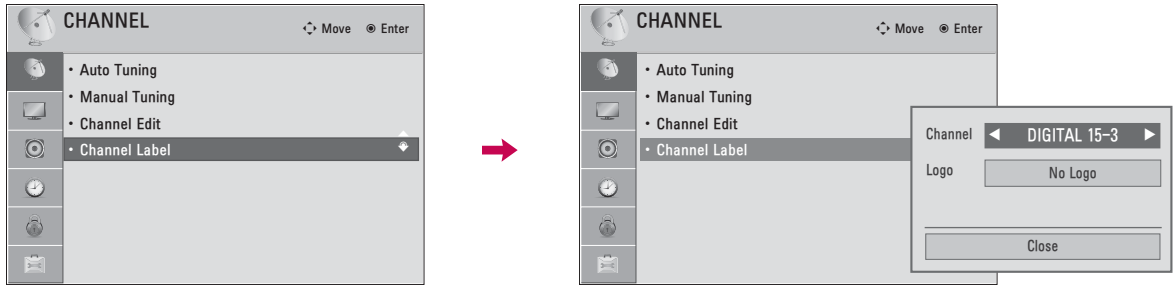 CHANNEL
Move Enter
• Auto Tuning
• Manual Tuning
• Channel Edit
• Channel Label
CHANNEL
Move Enter
• Auto Tuning
• Manual Tuning
• Channel Edit
• Channel Label
Channel ◀ DIGITAL 15-3 ▶
Logo No Logo
Close